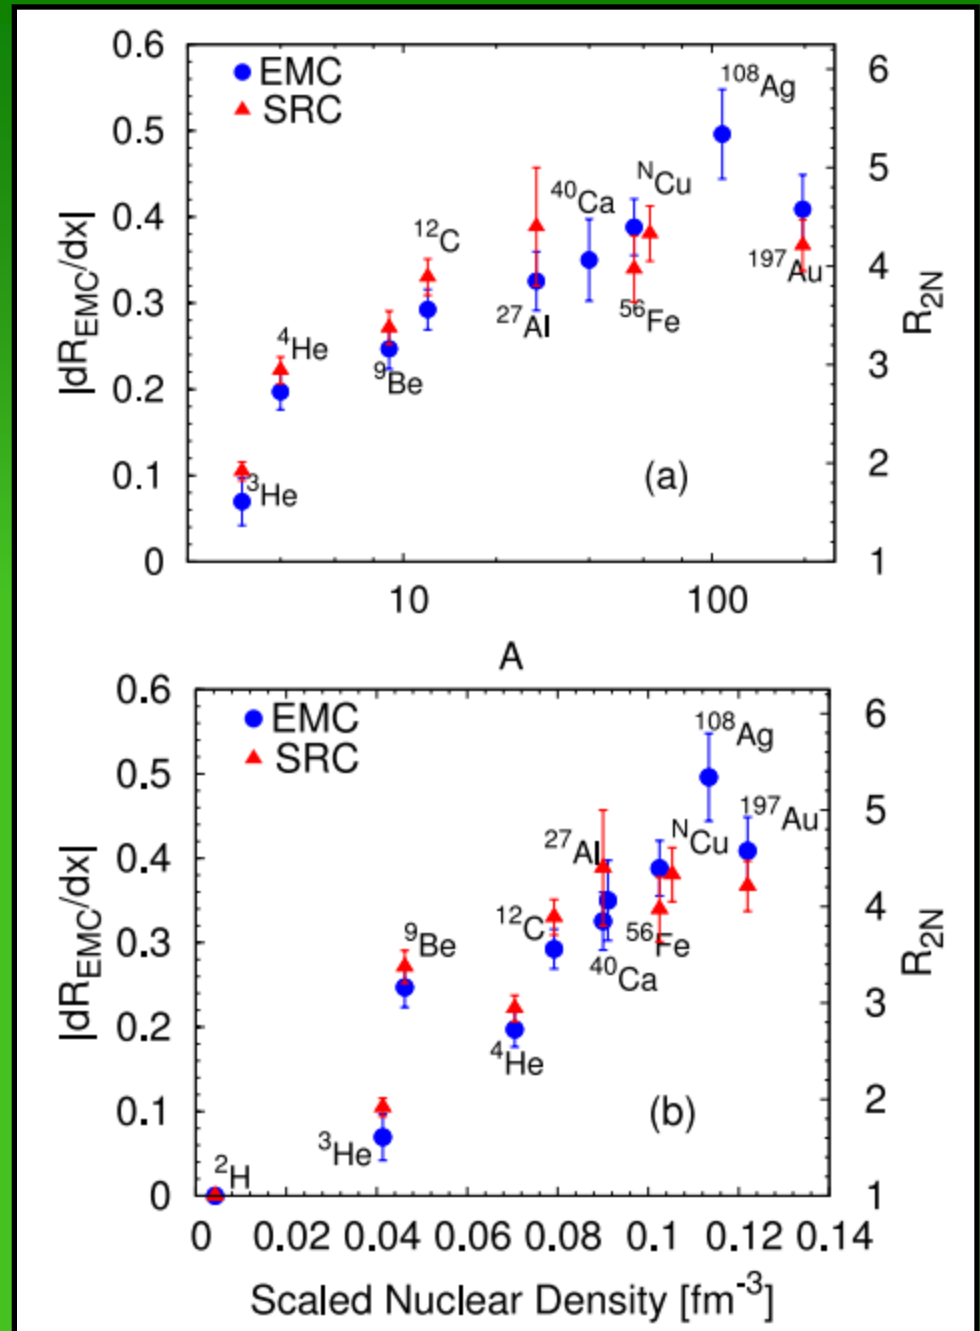 0.6
EMC
SRC
0.5
0.4
0.3
0.2
0.1
0
|dR_EMC/dx|
6
5
4
3
2
1
R_2N
¹⁰⁸Ag
ᴺCu
⁴⁰Ca
¹²C
¹⁹⁷Au
²⁷Al
⁵⁶Fe
⁴He
⁹Be
³He
(a)
10 100
A
0.6
EMC
SRC
0.5
0.4
0.3
0.2
0.1
0
|dR_EMC/dx|
6
5
4
3
2
1
R_2N
¹⁰⁸Ag
¹⁹⁷Au
ᴺCu
²⁷Al
¹²C
⁵⁶Fe
⁹Be
⁴⁰Ca
⁴He
³He
(b)
²H
0 0.02 0.04 0.06 0.08 0.1 0.12 0.14
Scaled Nuclear Density [fm⁻³]